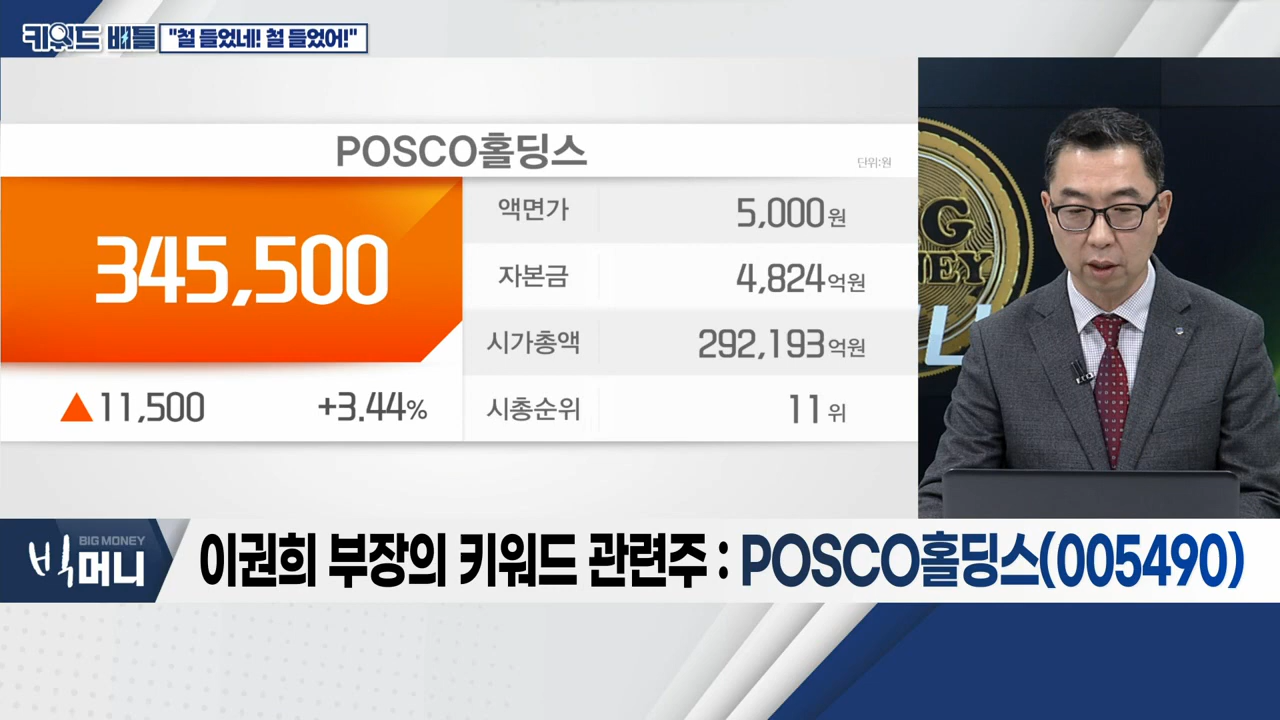 키워드 배틀 "철 들었네! 철 들었어!"
POSCO홀딩스
단위:원
345,500
▲11,500 +3.44%
액면가 5,000원
자본금 4,824억원
시가총액 292,193억원
시총순위 11위
BIG MONEY
빅머니
이권희 부장의 키워드 관련주 : POSCO홀딩스(005490)